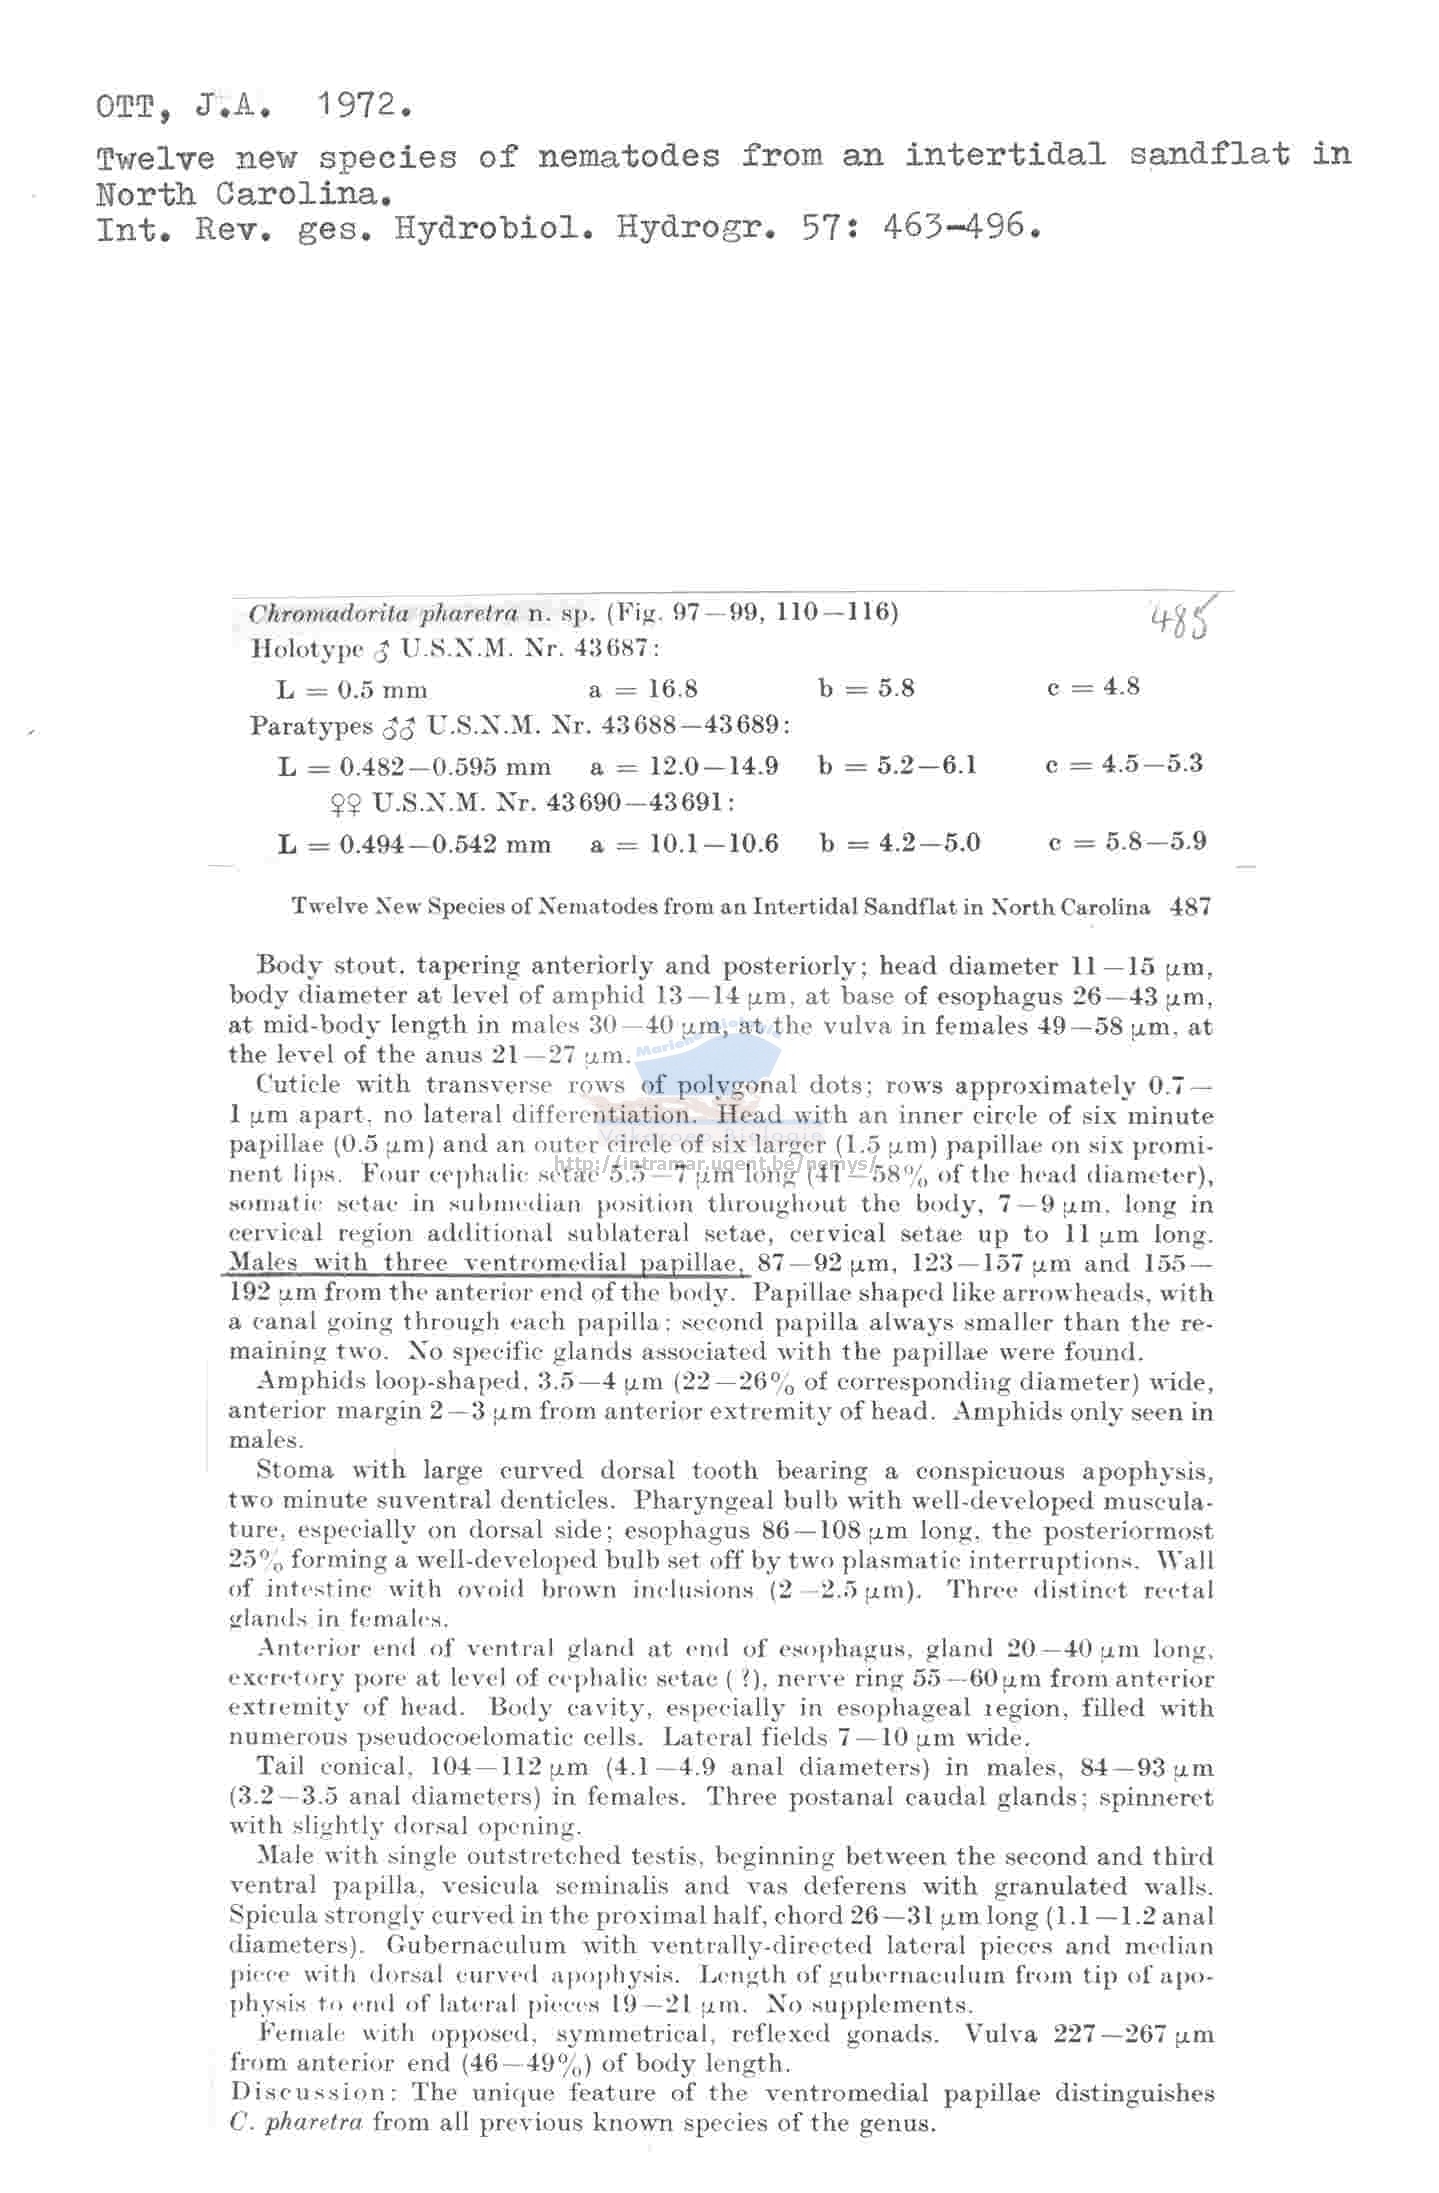 OTT, J.A. 1972.
Twelve new species of nematodes from an intertidal sandflat in
North Carolina.
Int. Rev. ges. Hydrobiol. Hydrogr. 57: 463-496.
Chromadorita pharetra n. sp. (Fig. 97—99, 110—116)
485
Holotype ♂ U.S.N.M. Nr. 43687:
L = 0.5 mm a = 16.8 b = 5.8 c = 4.8
Paratypes ♂♂ U.S.N.M. Nr. 43688—43689:
L = 0.482—0.595 mm a = 12.0—14.9 b = 5.2—6.1 c = 4.5—5.3
♀♀ U.S.N.M. Nr. 43690—43691:
L = 0.494—0.542 mm a = 10.1—10.6 b = 4.2—5.0 c = 5.8—5.9
Twelve New Species of Nematodes from an Intertidal Sandflat in North Carolina 487
Body stout, tapering anteriorly and posteriorly; head diameter 11—15 µm,
body diameter at level of amphid 13—14 µm, at base of esophagus 26—43 µm,
at mid-body length in males 30—40 µm, at the vulva in females 49—58 µm, at
the level of the anus 21—27 µm.
Cuticle with transverse rows of polygonal dots; rows approximately 0.7—
1 µm apart, no lateral differentiation. Head with an inner circle of six minute
papillae (0.5 µm) and an outer circle of six larger (1.5 µm) papillae on six promi-
http://intramar.ugent.be/nemys/
nent lips. Four cephalic setae 5.5—7 µm long (41—58% of the head diameter),
somatic setae in submedian position throughout the body, 7—9 µm. long in
cervical region additional sublateral setae, cervical setae up to 11 µm long.
Males with three ventromedial papillae, 87—92 µm, 123—157 µm and 155—
192 µm from the anterior end of the body. Papillae shaped like arrowheads, with
a canal going through each papilla; second papilla always smaller than the re-
maining two. No specific glands associated with the papillae were found.
Amphids loop-shaped, 3.5—4 µm (22—26% of corresponding diameter) wide,
anterior margin 2—3 µm from anterior extremity of head. Amphids only seen in
males.
Stoma with large curved dorsal tooth bearing a conspicuous apophysis,
two minute suventral denticles. Pharyngeal bulb with well-developed muscula-
ture, especially on dorsal side; esophagus 86—108 µm long, the posteriormost
25% forming a well-developed bulb set off by two plasmatic interruptions. Wall
of intestine with ovoid brown inclusions (2—2.5 µm). Three distinct rectal
glands in females.
Anterior end of ventral gland at end of esophagus, gland 20—40 µm long,
excretory pore at level of cephalic setae (?), nerve ring 55—60 µm from anterior
extremity of head. Body cavity, especially in esophageal region, filled with
numerous pseudocoelomatic cells. Lateral fields 7—10 µm wide.
Tail conical, 104—112 µm (4.1—4.9 anal diameters) in males, 84—93 µm
(3.2—3.5 anal diameters) in females. Three postanal caudal glands; spinneret
with slightly dorsal opening.
Male with single outstretched testis, beginning between the second and third
ventral papilla, vesicula seminalis and vas deferens with granulated walls.
Spicula strongly curved in the proximal half, chord 26—31 µm long (1.1—1.2 anal
diameters). Gubernaculum with ventrally-directed lateral pieces and median
piece with dorsal curved apophysis. Length of gubernaculum from tip of apo-
physis to end of lateral pieces 19—21 µm. No supplements.
Female with opposed, symmetrical, reflexed gonads. Vulva 227—267 µm
from anterior end (46—49%) of body length.
Discussion: The unique feature of the ventromedial papillae distinguishes
C. pharetra from all previous known species of the genus.